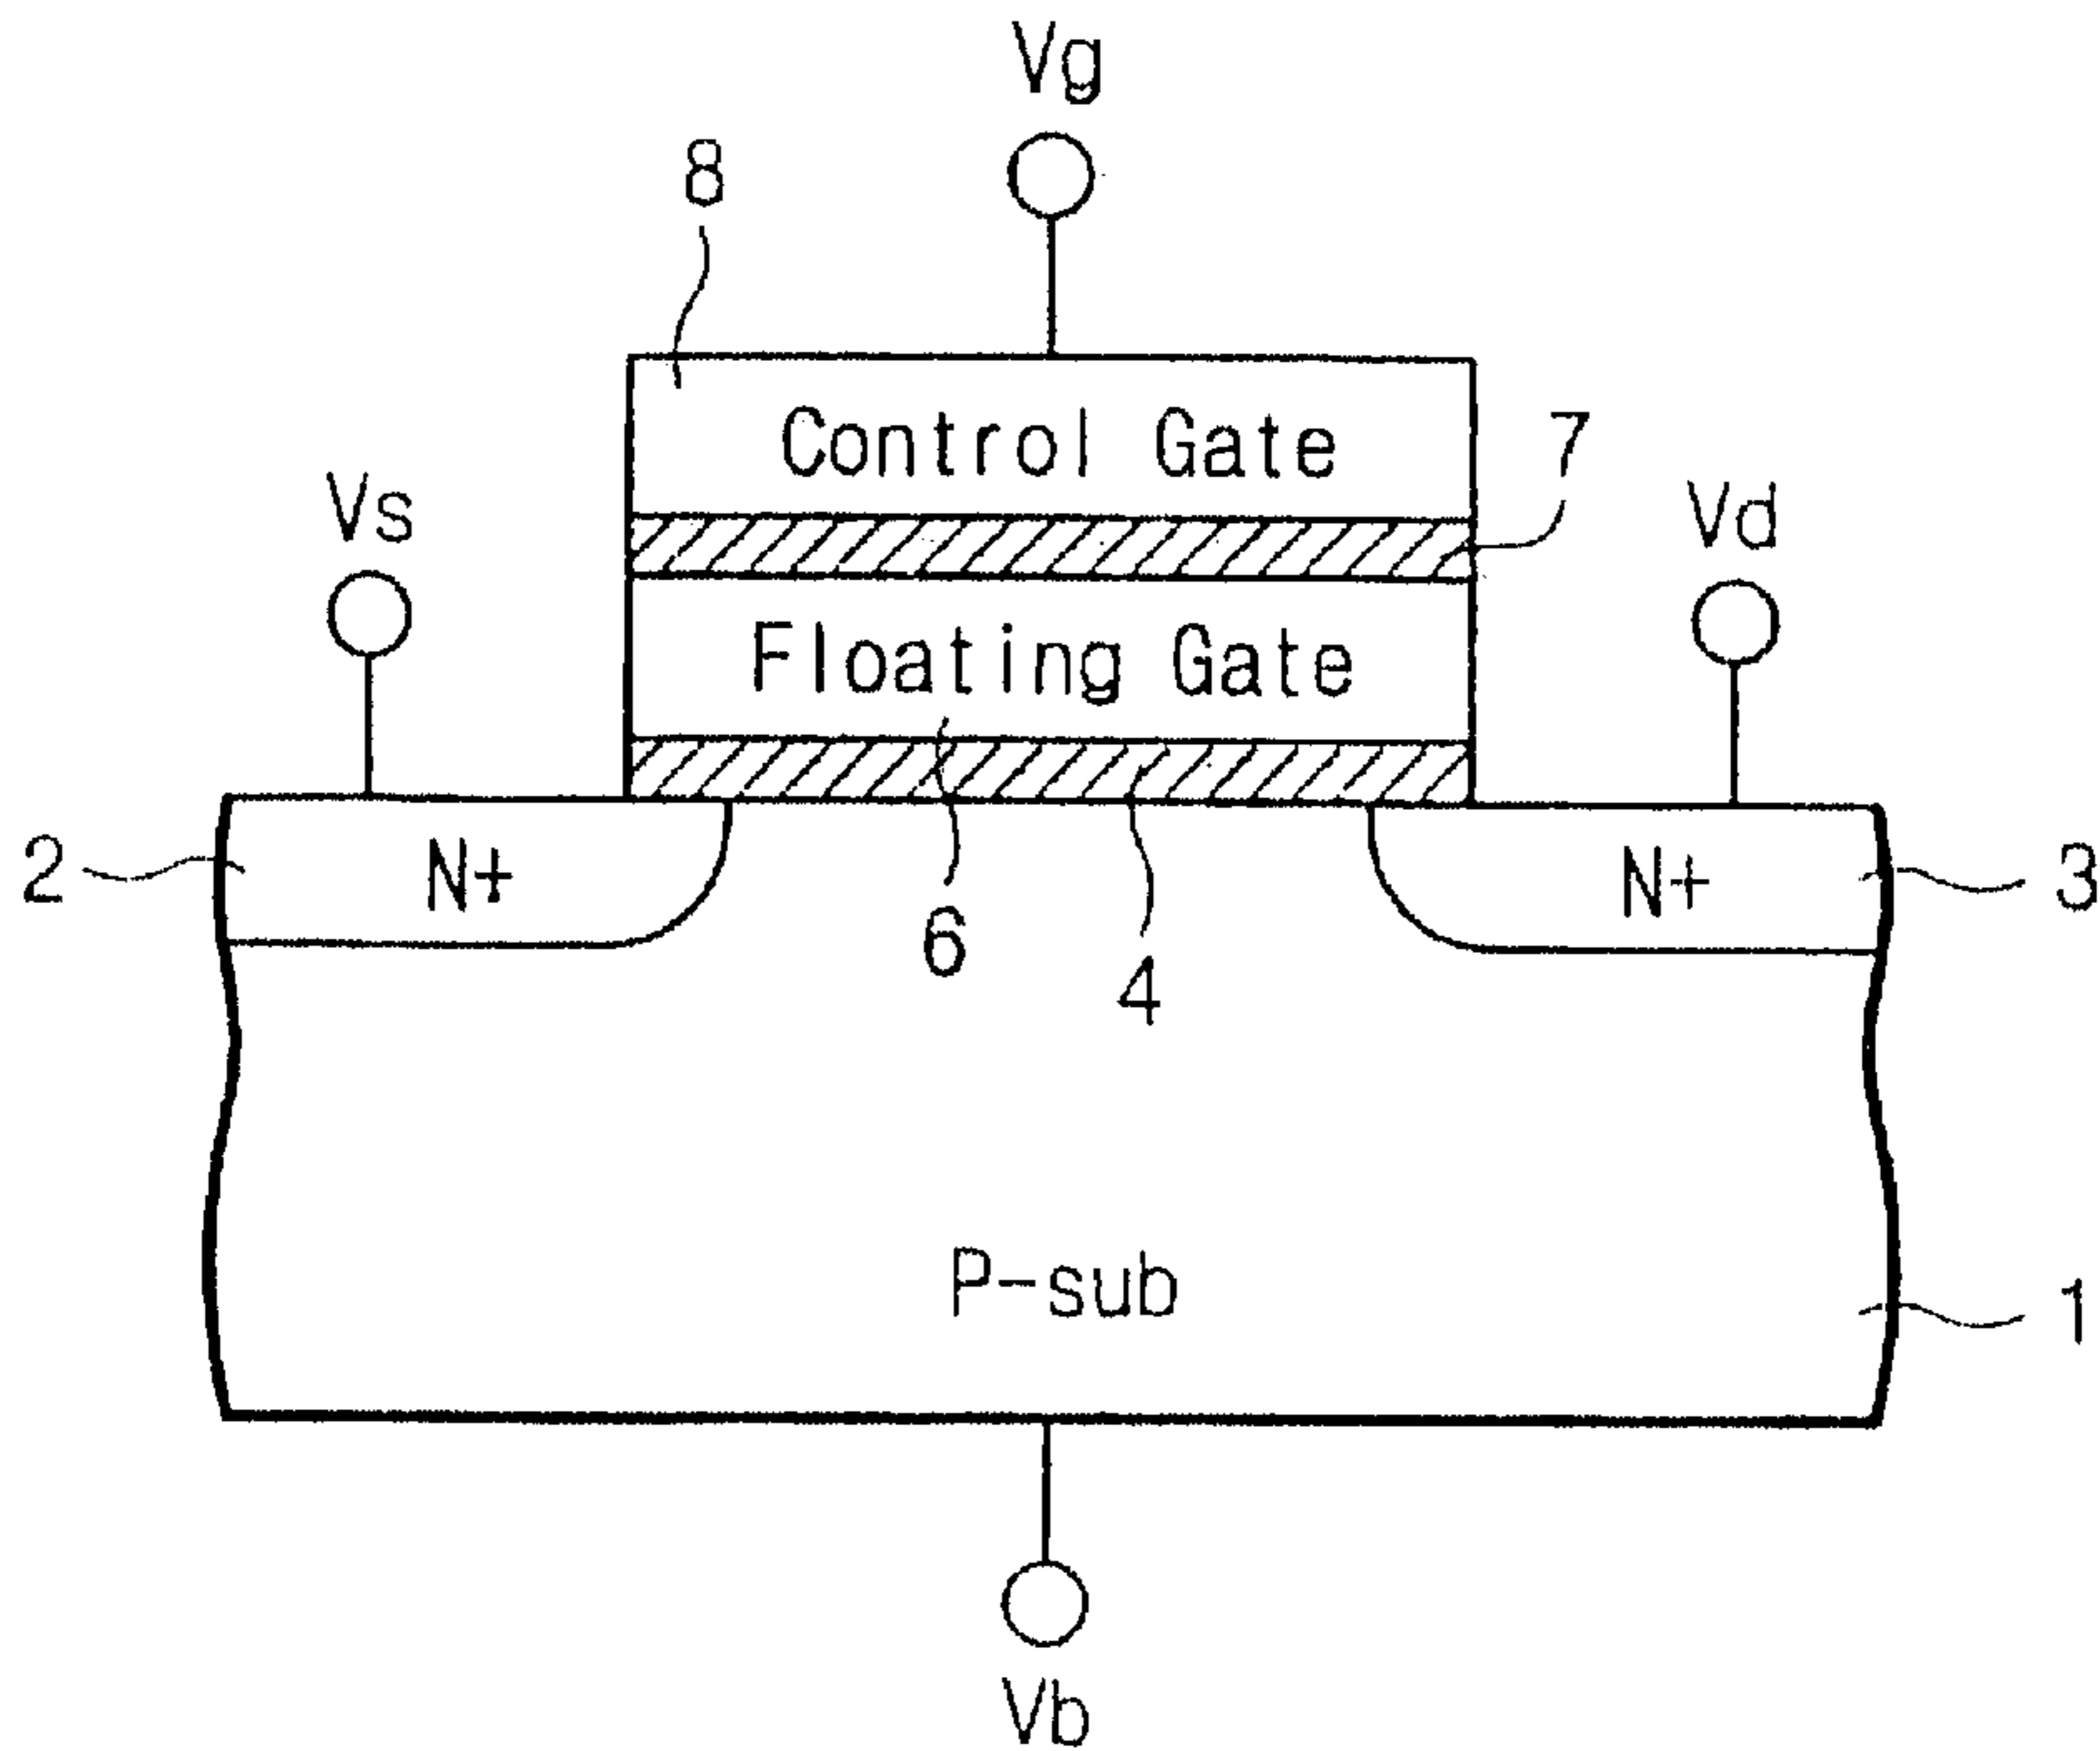 Vg
8
Control Gate
7
Vs
Vd
Floating Gate
2
N+
N+
3
6
4
P-sub
1
Vb